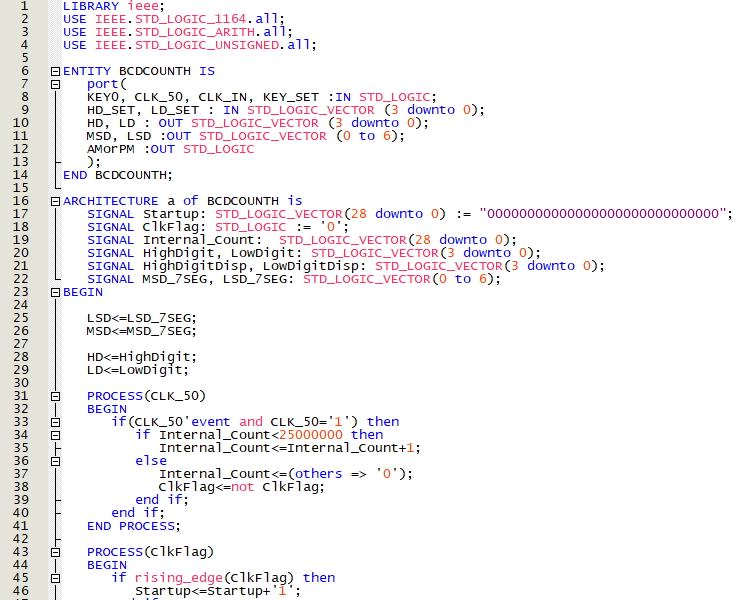 1 LIBRARY ieee;
2 USE IEEE.STD_LOGIC_1164.all;
3 USE IEEE.STD_LOGIC_ARITH.all;
4 USE IEEE.STD_LOGIC_UNSIGNED.all;
5
6 ENTITY BCDCOUNTH IS
7 port(
8 KEY0, CLK_50, CLK_IN, KEY_SET :IN STD_LOGIC;
9 HD_SET, LD_SET : IN STD_LOGIC_VECTOR (3 downto 0);
10 HD, LD : OUT STD_LOGIC_VECTOR (3 downto 0);
11 MSD, LSD :OUT STD_LOGIC_VECTOR (0 to 6);
12 AMorPM :OUT STD_LOGIC
13 );
14 END BCDCOUNTH;
15
16 ARCHITECTURE a of BCDCOUNTH is
17 SIGNAL Startup: STD_LOGIC_VECTOR(28 downto 0) := "00000000000000000000000000000";
18 SIGNAL ClkFlag: STD_LOGIC := '0';
19 SIGNAL Internal_Count:  STD_LOGIC_VECTOR(28 downto 0);
20 SIGNAL HighDigit, LowDigit: STD_LOGIC_VECTOR(3 downto 0);
21 SIGNAL HighDigitDisp, LowDigitDisp: STD_LOGIC_VECTOR(3 downto 0);
22 SIGNAL MSD_7SEG, LSD_7SEG: STD_LOGIC_VECTOR(0 to 6);
23 BEGIN
24
25 LSD<=LSD_7SEG;
26 MSD<=MSD_7SEG;
27
28 HD<=HighDigit;
29 LD<=LowDigit;
30
31 PROCESS(CLK_50)
32 BEGIN
33 if(CLK_50'event and CLK_50='1') then
34 if Internal_Count<25000000 then
35 Internal_Count<=Internal_Count+1;
36 else
37 Internal_Count<=(others => '0');
38 ClkFlag<=not ClkFlag;
39 end if;
40 end if;
41 END PROCESS;
42
43 PROCESS(ClkFlag)
44 BEGIN
45 if rising_edge(ClkFlag) then
46 Startup<=Startup+'1';